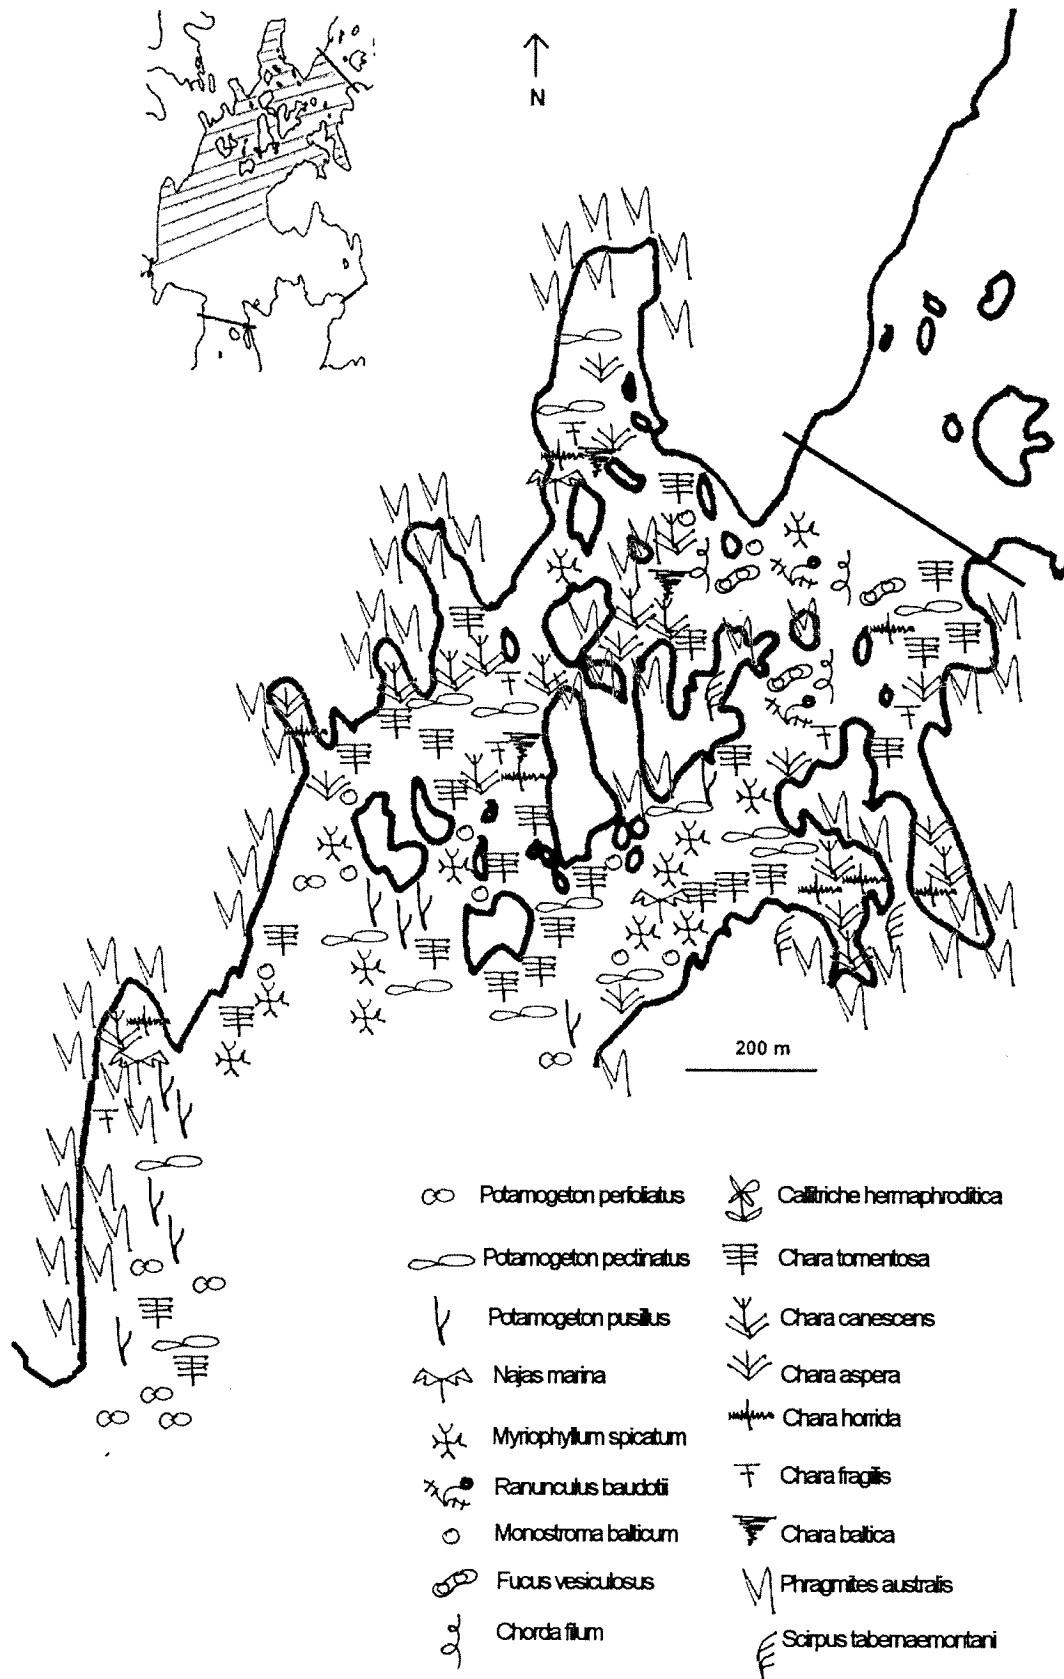 N
200 m
Potamogeton perfoliatus
Potamogeton pectinatus
Potamogeton pusillus
Najas marina
Myriophyllum spicatum
Ranunculus baudotii
Monostroma balticum
Fucus vesiculosus
Chorda filum
Callitriche hermaphroditica
Chara tomentosa
Chara canescens
Chara aspera
Chara horrida
Chara fragilis
Chara baltica
Phragmites australis
Scirpus tabernaemontani